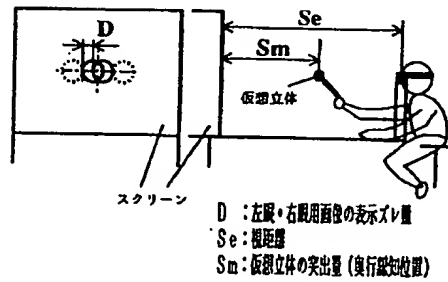 D
Se
Sm
仮想立体
スクリーン
D :左眼・右眼用画像の表示ズレ量
Se:視距離
Sm:仮想立体の突出量(奥行認知位置)